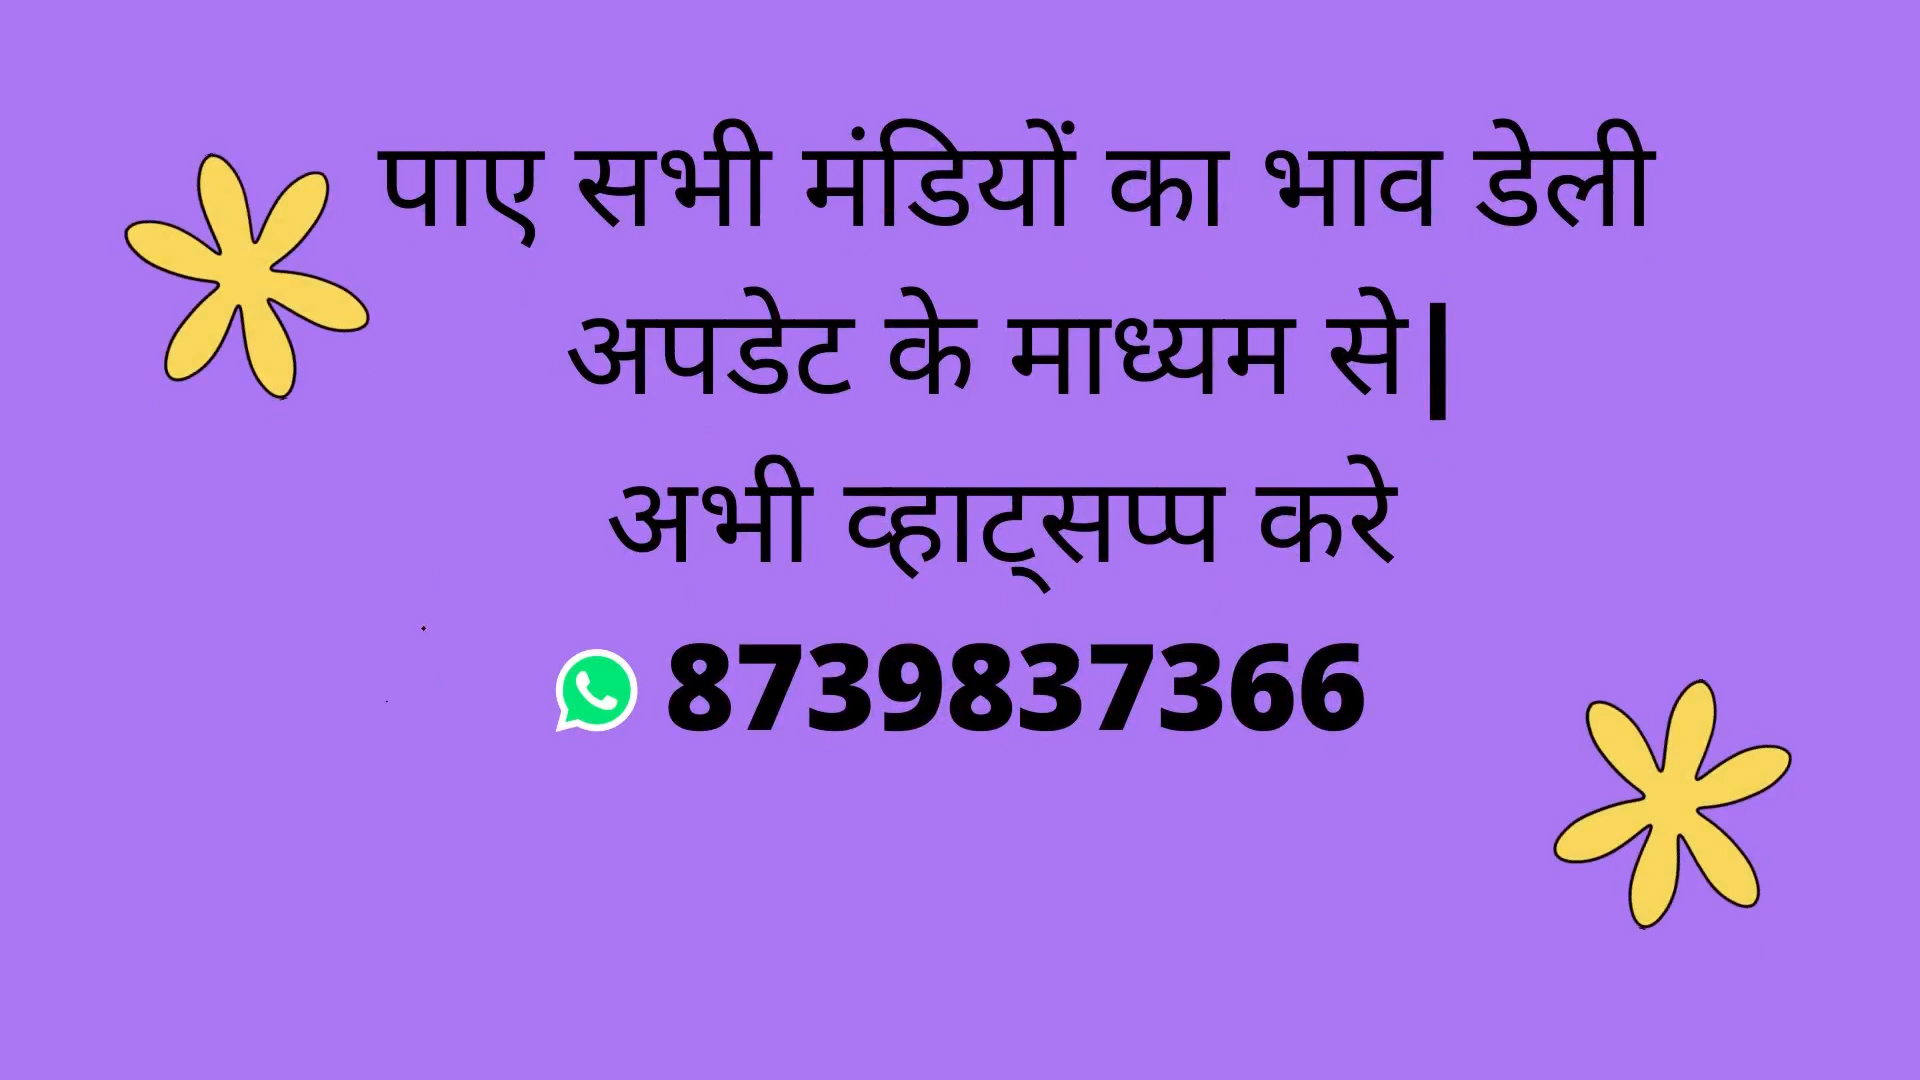 पाए सभी मंडियों का भाव डेली
अपडेट के माध्यम से|
अभी व्हाट्सप्प करे
8739837366